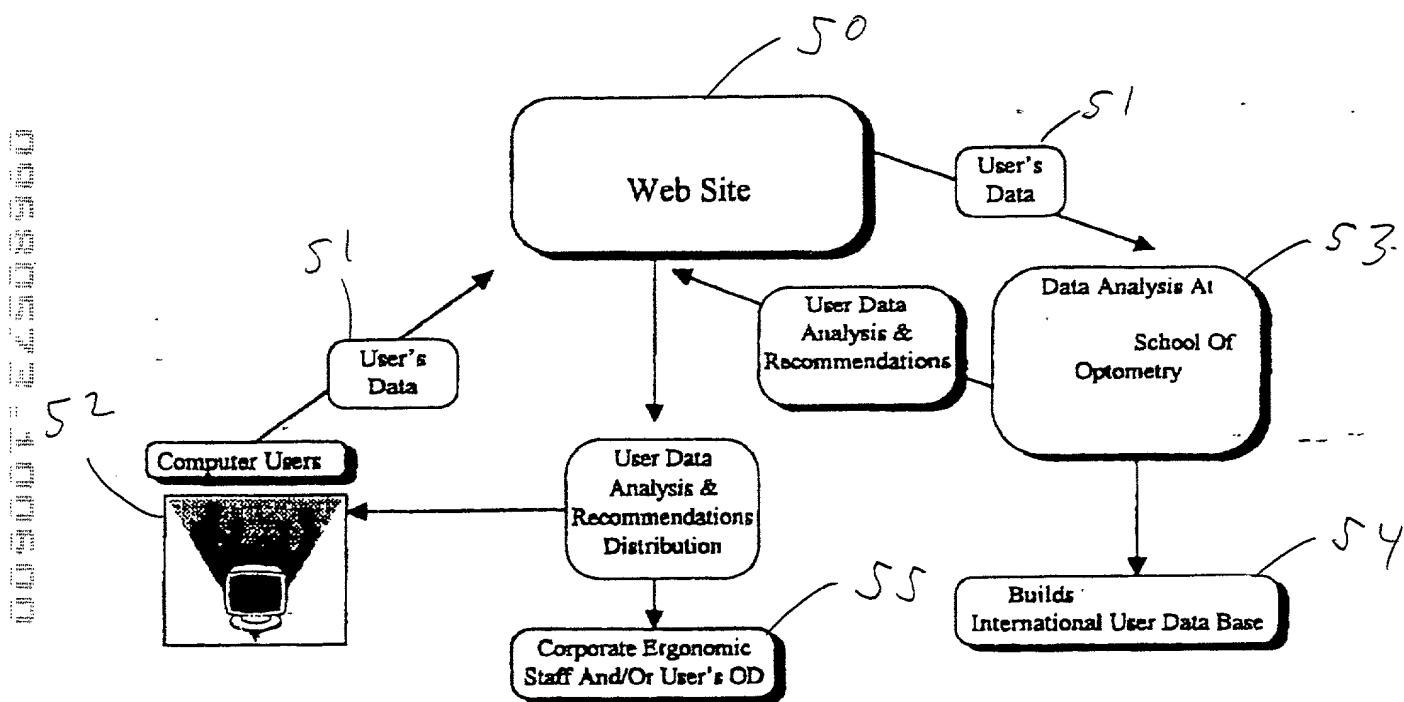 50
51
User's
Data
Web Site
53
51
Data Analysis At
School Of
Optometry
User Data
Analysis &
Recommendations
User's
Data
52
Computer Users
User Data
Analysis &
Recommendations
Distribution
54
55
Builds
International User Data Base
Corporate Ergonomic
Staff And/Or User's OD